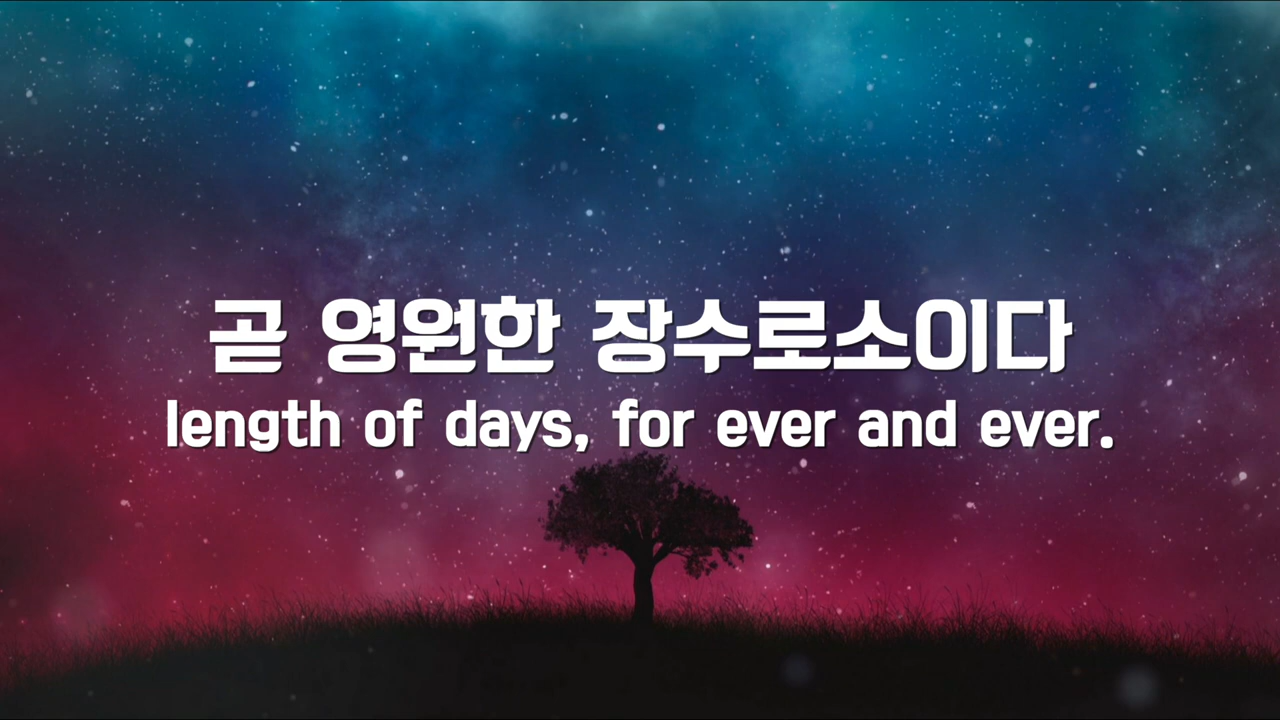 곧 영원한 장수로소이다
length of days, for ever and ever.